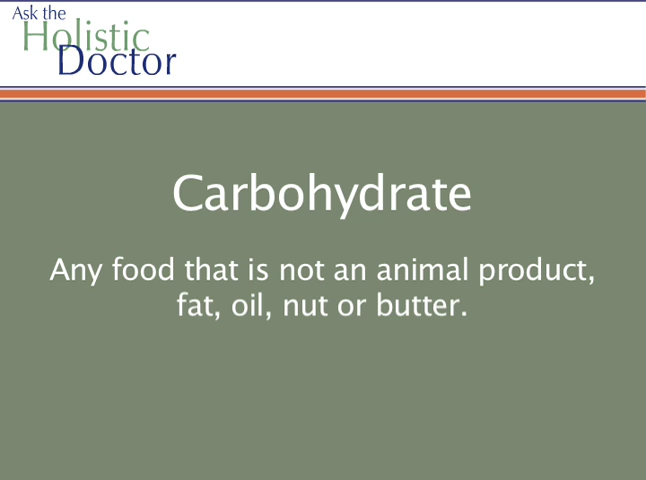 Ask the
Holistic
Doctor
Carbohydrate
Any food that is not an animal product,
fat, oil, nut or butter.